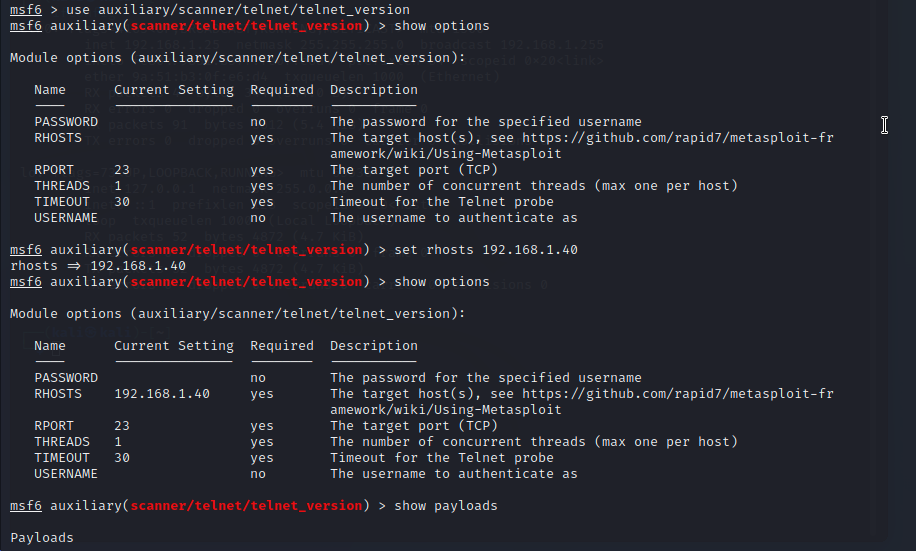 msf6 > use auxiliary/scanner/telnet/telnet_version
msf6 auxiliary(scanner/telnet/telnet_version) > show options
Module options (auxiliary/scanner/telnet/telnet_version):
Name Current Setting Required Description
PASSWORD no The password for the specified username
RHOSTS yes The target host(s), see https://github.com/rapid7/metasploit-fr
amework/wiki/Using-Metasploit
RPORT 23 yes The target port (TCP)
THREADS 1 yes The number of concurrent threads (max one per host)
TIMEOUT 30 yes Timeout for the Telnet probe
USERNAME no The username to authenticate as
msf6 auxiliary(scanner/telnet/telnet_version) > set rhosts 192.168.1.40
rhosts => 192.168.1.40
msf6 auxiliary(scanner/telnet/telnet_version) > show options
Module options (auxiliary/scanner/telnet/telnet_version):
Name Current Setting Required Description
PASSWORD no The password for the specified username
RHOSTS 192.168.1.40 yes The target host(s), see https://github.com/rapid7/metasploit-fr
amework/wiki/Using-Metasploit
RPORT 23 yes The target port (TCP)
THREADS 1 yes The number of concurrent threads (max one per host)
TIMEOUT 30 yes Timeout for the Telnet probe
USERNAME no The username to authenticate as
msf6 auxiliary(scanner/telnet/telnet_version) > show payloads
Payloads